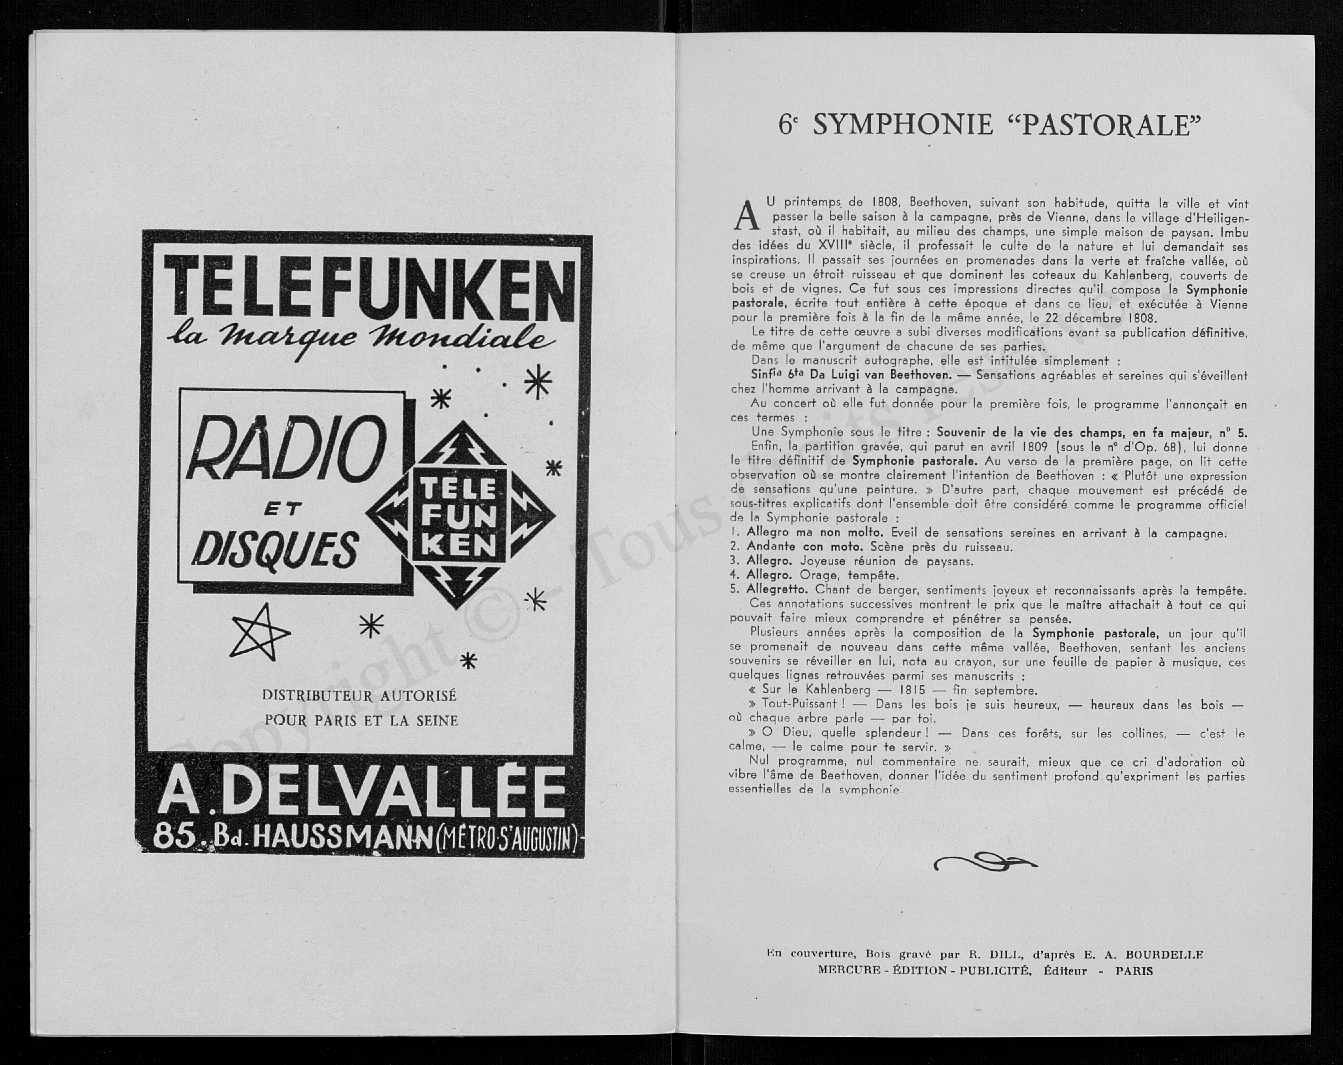 TELEFUNKEN
la marque mondiale
RADIO
ET
DISQUES
TELE
FUN
KEN
DISTRIBUTEUR AUTORISÉ
POUR PARIS ET LA SEINE
A. DELVALLÉE
85. Bd. HAUSSMANN (MÉTRO St AUGUSTIN)
6e SYMPHONIE “PASTORALE”
AU printemps de 1808, Beethoven, suivant son habitude, quitta la ville et vint
passer la belle saison à la campagne, près de Vienne, dans le village d'Heiligen-
stast, où il habitait, au milieu des champs, une simple maison de paysan. Imbu
des idées du XVIIIe siècle, il professait le culte de la nature et lui demandait ses
inspirations. Il passait ses journées en promenades dans la verte et fraîche vallée, où
se creuse un étroit ruisseau et que dominent les coteaux du Kahlenberg, couverts de
bois et de vignes. Ce fut sous ces impressions directes qu'il composa la Symphonie
pastorale, écrite tout entière à cette époque et dans ce lieu, et exécutée à Vienne
pour la première fois à la fin de la même année, le 22 décembre 1808.
Le titre de cette œuvre a subi diverses modifications avant sa publication définitive,
de même que l'argument de chacune de ses parties.
Dans le manuscrit autographe, elle est intitulée simplement :
Sinfia 6ta Da Luigi van Beethoven. — Sensations agréables et sereines qui s'éveillent
chez l'homme arrivant à la campagne.
Au concert où elle fut donnée pour la première fois, le programme l'annonçait en
ces termes :
Une Symphonie sous le titre : Souvenir de la vie des champs, en fa majeur, n° 5.
Enfin, la partition gravée, qui parut en avril 1809 (sous le n° d'Op. 68), lui donne
le titre définitif de Symphonie pastorale. Au verso de la première page, on lit cette
observation où se montre clairement l'intention de Beethoven : « Plutôt une expression
de sensations qu'une peinture. » D'autre part, chaque mouvement est précédé de
sous-titres explicatifs dont l'ensemble doit être considéré comme le programme officiel
de la Symphonie pastorale :
1. Allegro ma non molto. Eveil de sensations sereines en arrivant à la campagne.
2. Andante con moto. Scène près du ruisseau.
3. Allegro. Joyeuse réunion de paysans.
4. Allegro. Orage, tempête.
5. Allegretto. Chant de berger, sentiments joyeux et reconnaissants après la tempête.
Ces annotations successives montrent le prix que le maître attachait à tout ce qui
pouvait faire mieux comprendre et pénétrer sa pensée.
Plusieurs années après la composition de la Symphonie pastorale, un jour qu'il
se promenait de nouveau dans cette même vallée, Beethoven, sentant les anciens
souvenirs se réveiller en lui, nota au crayon, sur une feuille de papier à musique, ces
quelques lignes retrouvées parmi ses manuscrits :
« Sur le Kahlenberg — 1815 — fin septembre.
» Tout-Puissant ! — Dans les bois je suis heureux, — heureux dans les bois —
où chaque arbre parle — par toi.
» O Dieu, quelle splendeur ! — Dans ces forêts, sur les collines, — c'est le
calme, — le calme pour te servir. »
Nul programme, nul commentaire ne saurait, mieux que ce cri d'adoration où
vibre l'âme de Beethoven, donner l'idée du sentiment profond qu'expriment les parties
essentielles de la symphonie.
En couverture, Bois gravé par R. DILL, d'après E. A. BOURDELLE
MERCURE - ÉDITION - PUBLICITÉ, Éditeur - PARIS
Copyright © - Tous droits réservés